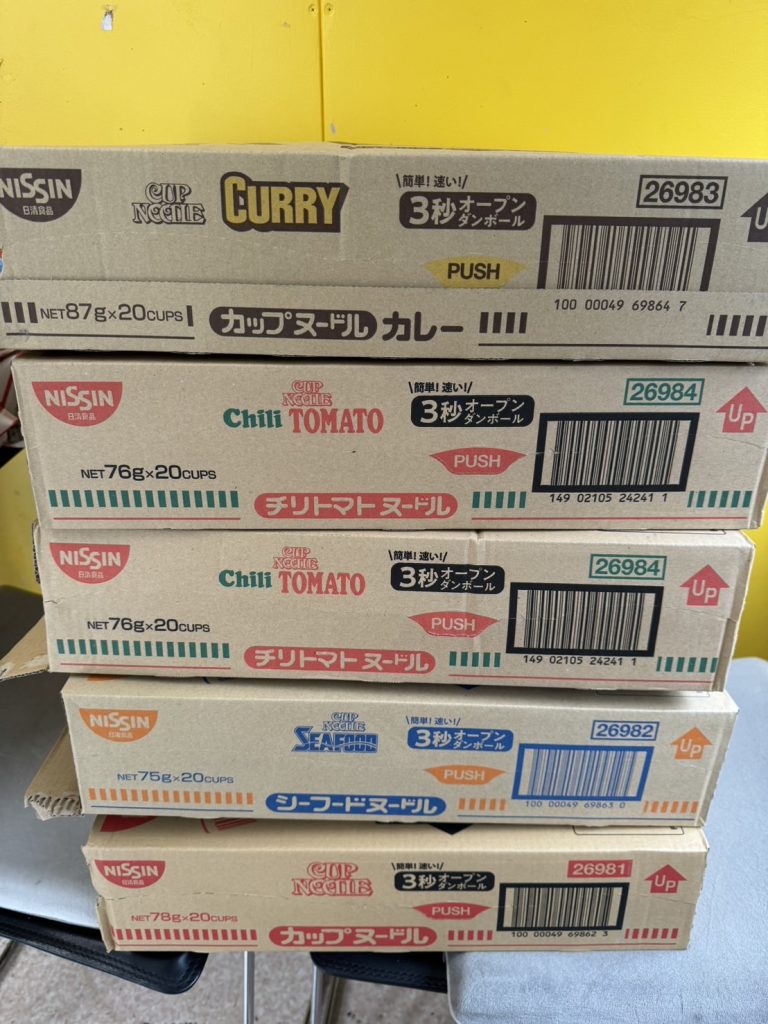 NISSIN
日清食品
CUP
NOODLE
CURRY
\簡単!速い!/
3秒オープン
ダンボール
PUSH
26983
100 00049 69864 7
NET87g×20CUPS
カップヌードル カレー
NISSIN
日清食品
CUP
NOODLE
Chili TOMATO
\簡単!速い!/
3秒オープン
ダンボール
PUSH
26984
UP
149 02105 24241 1
NET76g×20CUPS
チリトマトヌードル
NISSIN
日清食品
CUP
NOODLE
Chili TOMATO
\簡単!速い!/
3秒オープン
ダンボール
PUSH
26984
UP
149 02105 24241 1
NET76g×20CUPS
チリトマトヌードル
NISSIN
日清食品
CUP
NOODLE
SEAFOOD
\簡単!速い!/
3秒オープン
ダンボール
PUSH
26982
UP
100 00049 69863 0
NET75g×20CUPS
シーフードヌードル
NISSIN
日清食品
CUP
NOODLE
\簡単!速い!/
3秒オープン
ダンボール
PUSH
26981
UP
100 00049 69862 3
NET78g×20CUPS
カップヌードル